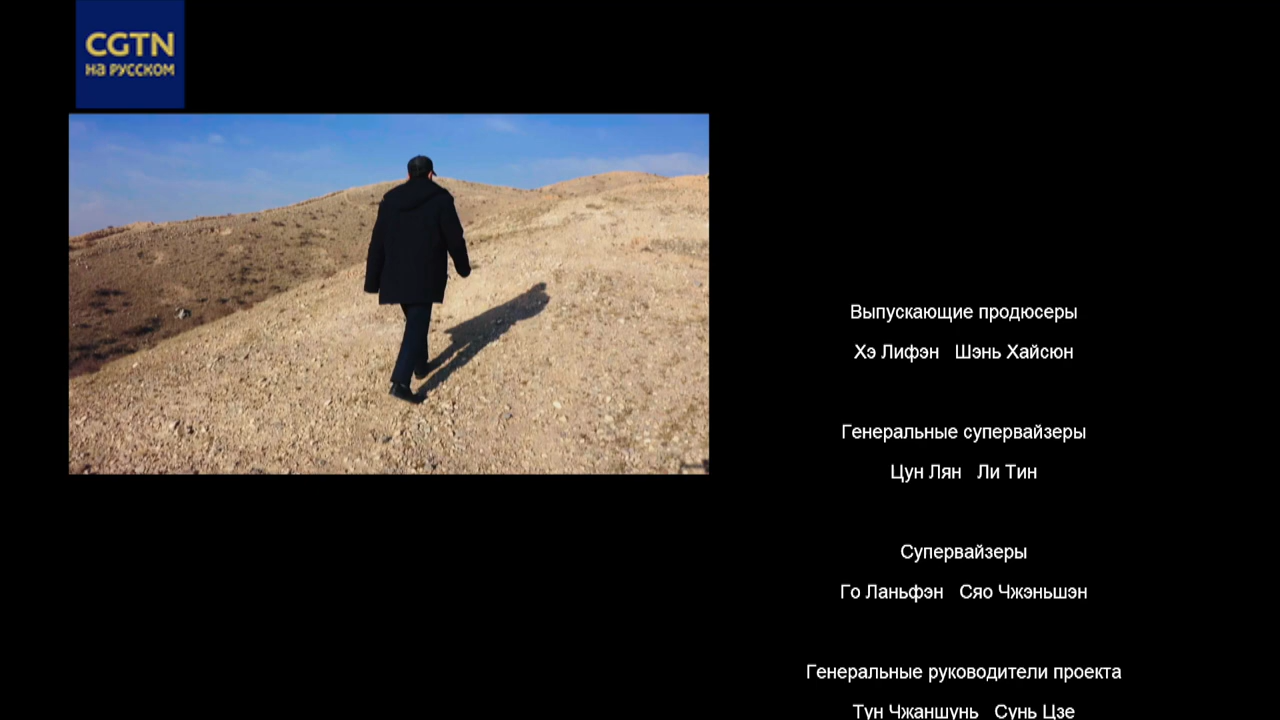 CGTN
на русском
Выпускающие продюсеры
Хэ Лифэн Шэнь Хайсюн
Генеральные супервайзеры
Цун Лян Ли Тин
Супервайзеры
Го Ланьфэн Сяо Чжэньшэн
Генеральные руководители проекта
Тун Чжаншунь Сунь Цзе